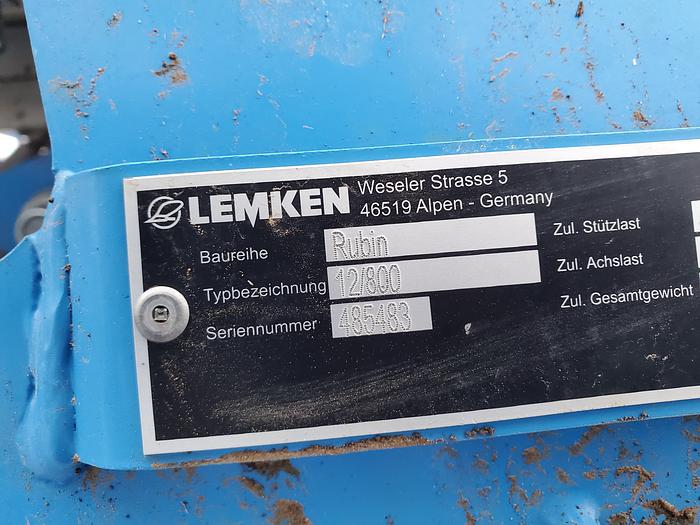 LEMKEN Weseler Strasse 5
46519 Alpen - Germany
Baureihe Rubin Zul. Stützlast
Typbezeichnung 12/800 Zul. Achslast
Seriennummer 485483 Zul. Gesamtgewicht